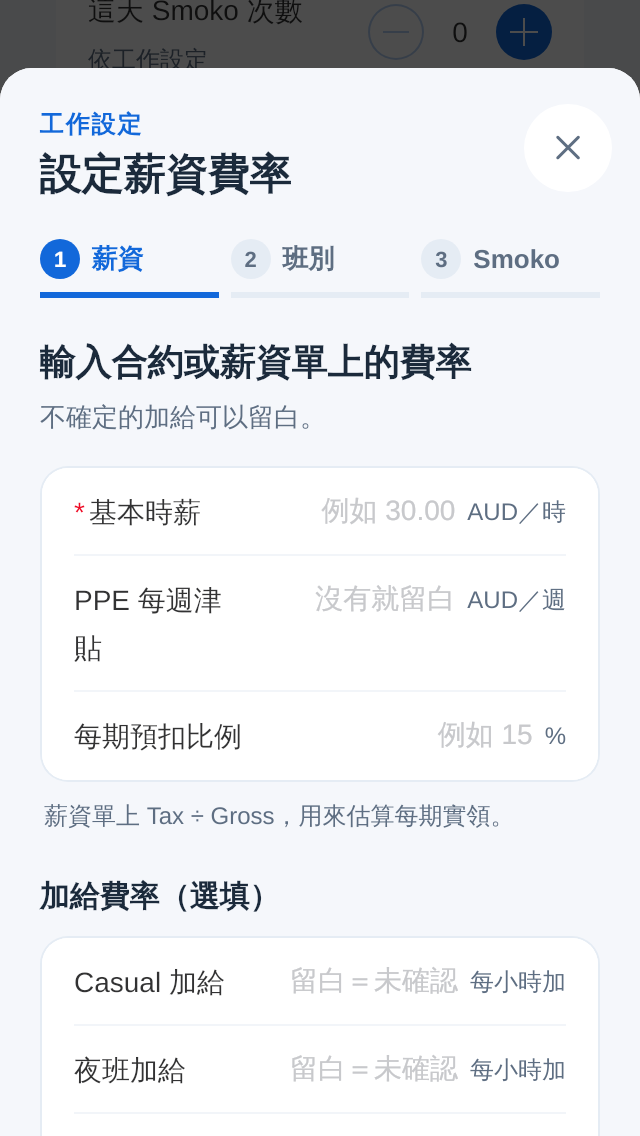 這天 Smoko 次數
0
依工作設定
工作設定
設定薪資費率
1 薪資
2 班別
3 Smoko
輸入合約或薪資單上的費率
不確定的加給可以留白。
*基本時薪 例如 30.00 AUD／時
PPE 每週津 沒有就留白 AUD／週
貼
每期預扣比例 例如 15 %
薪資單上 Tax ÷ Gross，用來估算每期實領。
加給費率（選填）
Casual 加給 留白＝未確認 每小時加
夜班加給 留白＝未確認 每小時加